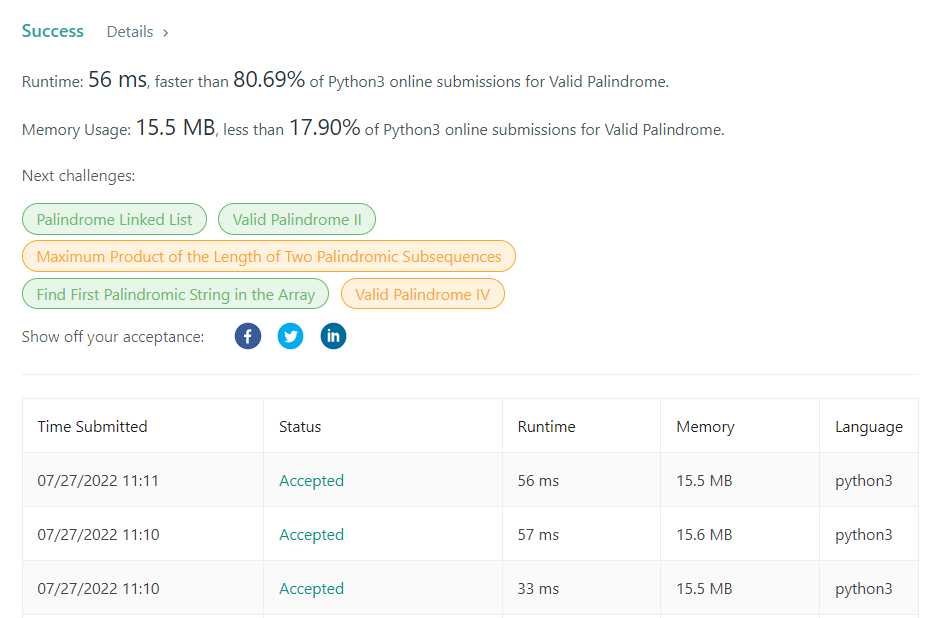 Success Details >
Runtime: 56 ms, faster than 80.69% of Python3 online submissions for Valid Palindrome.
Memory Usage: 15.5 MB, less than 17.90% of Python3 online submissions for Valid Palindrome.
Next challenges:
Palindrome Linked List Valid Palindrome II
Maximum Product of the Length of Two Palindromic Subsequences
Find First Palindromic String in the Array Valid Palindrome IV
Show off your acceptance: f in
Time Submitted Status Runtime Memory Language
07/27/2022 11:11 Accepted 56 ms 15.5 MB python3
07/27/2022 11:10 Accepted 57 ms 15.6 MB python3
07/27/2022 11:10 Accepted 33 ms 15.5 MB python3